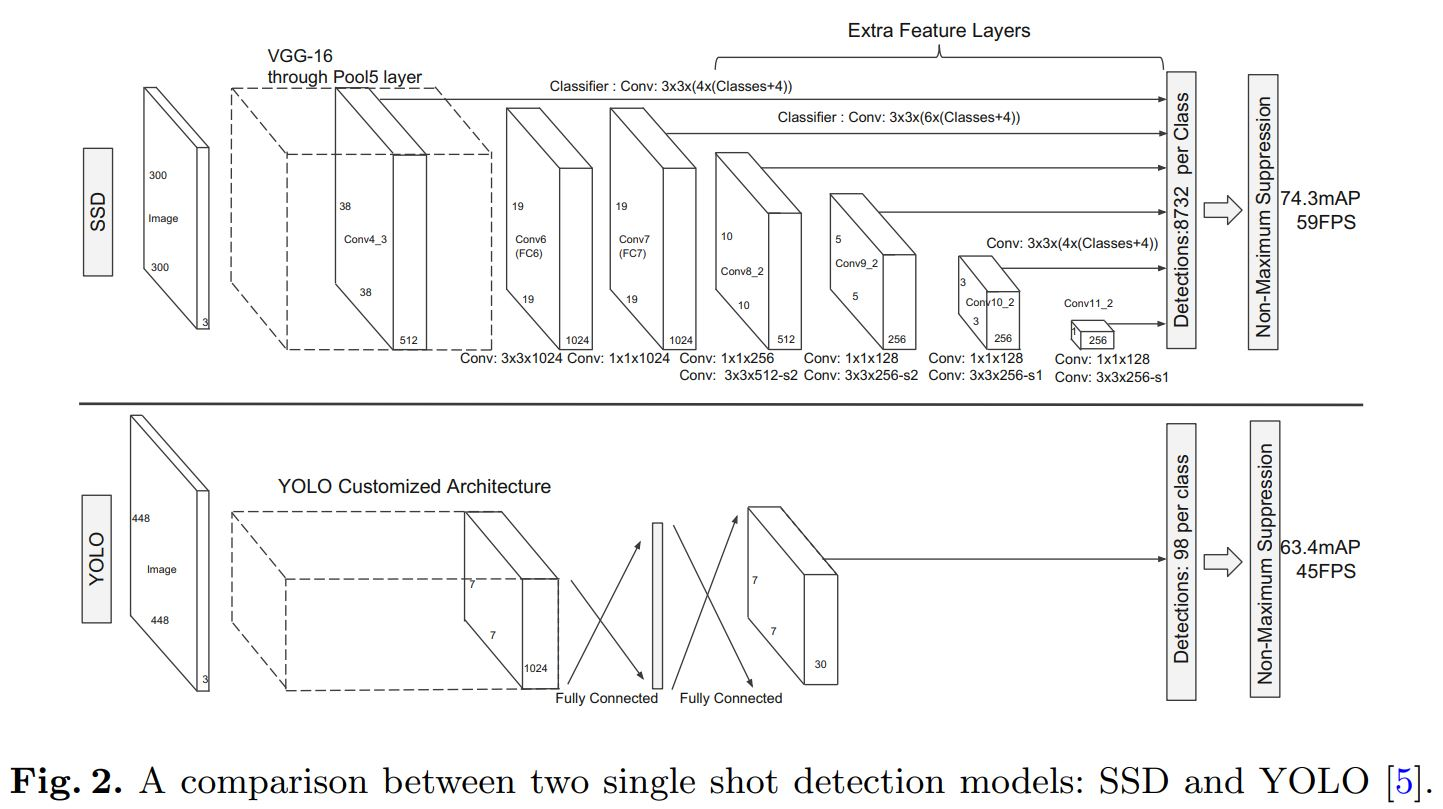 Extra Feature Layers
VGG-16
through Pool5 layer
Classifier : Conv: 3x3x(4x(Classes+4))
Classifier : Conv: 3x3x(6x(Classes+4))
SSD
300
Image
300
3
38
Conv4_3
38
512
19
Conv6
(FC6)
19
1024
19
Conv7
(FC7)
19
1024
10
Conv8_2
10
512
5
Conv9_2
5
256
Conv: 3x3x(4x(Classes+4))
3
Conv10_2
3
256
Conv11_2
1
256
Conv: 3x3x1024
Conv: 1x1x1024
Conv: 1x1x256
Conv: 3x3x512-s2
Conv: 1x1x128
Conv: 3x3x256-s2
Conv: 1x1x128
Conv: 3x3x256-s1
Conv: 1x1x128
Conv: 3x3x256-s1
Detections:8732 per Class
Non-Maximum Suppression
74.3mAP
59FPS
YOLO
448
Image
448
3
YOLO Customized Architecture
7
7
1024
Fully Connected
Fully Connected
7
7
30
Detections: 98 per class
Non-Maximum Suppression
63.4mAP
45FPS
Fig. 2. A comparison between two single shot detection models: SSD and YOLO [5].